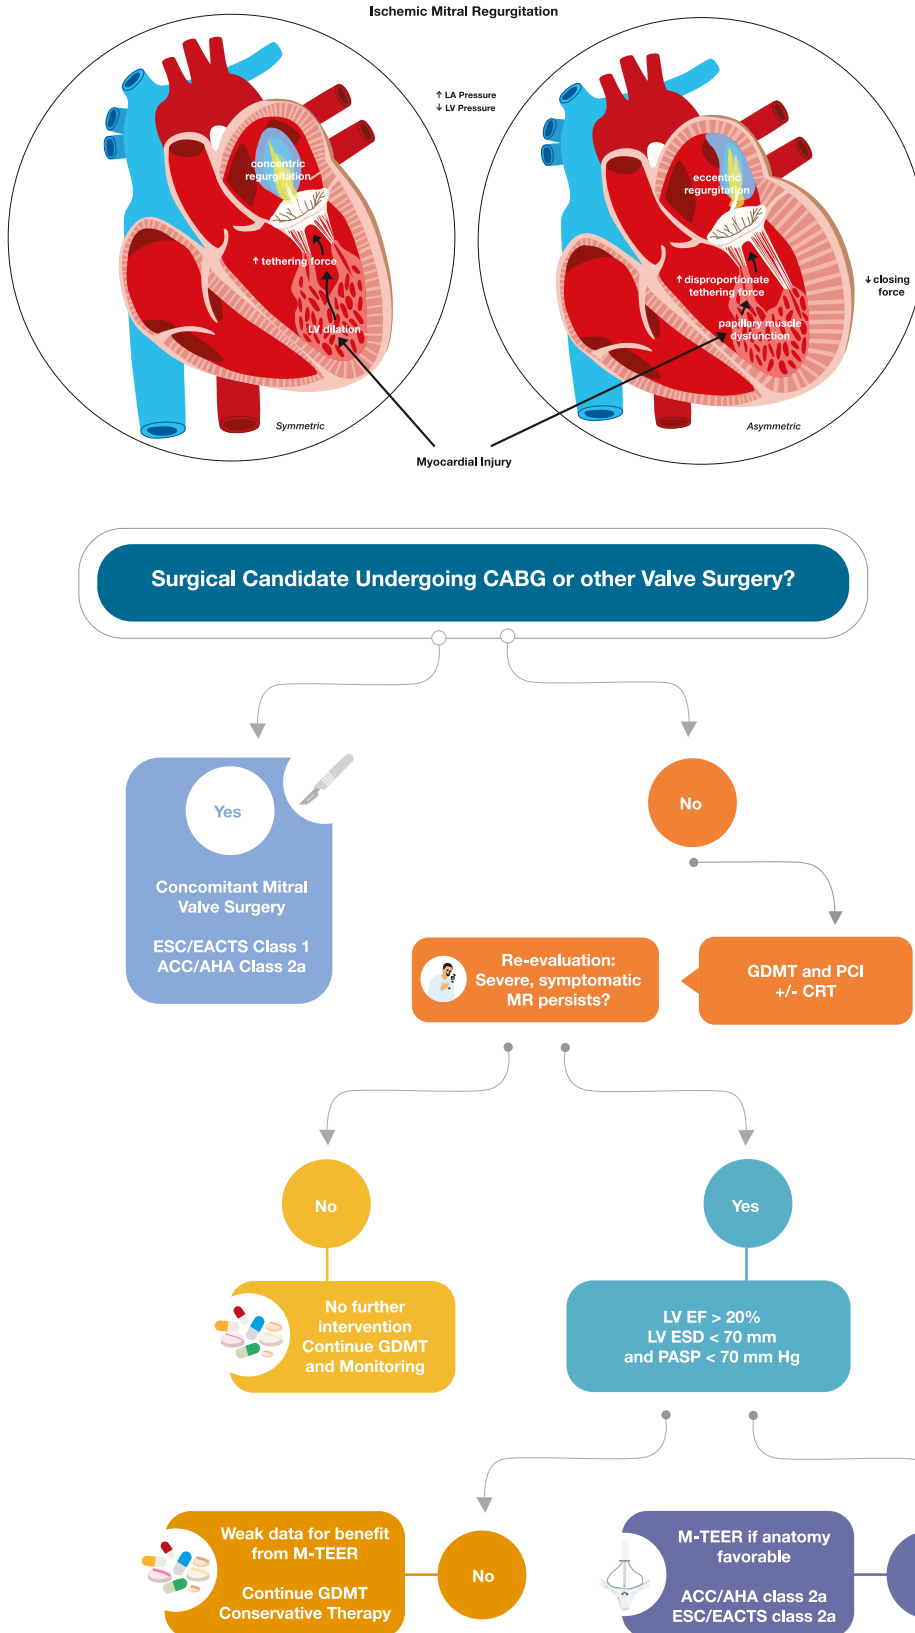 Ischemic Mitral Regurgitation
↑ LA Pressure
↓ LV Pressure
concentric
regurgitation
↑ tethering force
LV dilation
Symmetric
eccentric
regurgitation
↑ disproportionate
tethering force
papillary muscle
dysfunction
↓ closing
force
Asymmetric
Myocardial Injury
Surgical Candidate Undergoing CABG or other Valve Surgery?
Yes
Concomitant Mitral
Valve Surgery
ESC/EACTS Class 1
ACC/AHA Class 2a
No
GDMT and PCI
+/- CRT
Re-evaluation:
Severe, symptomatic
MR persists?
No
No further
intervention
Continue GDMT
and Monitoring
Yes
LV EF > 20%
LV ESD < 70 mm
and PASP < 70 mm Hg
No
Weak data for benefit
from M-TEER
Continue GDMT
Conservative Therapy
M-TEER if anatomy
favorable
ACC/AHA class 2a
ESC/EACTS class 2a